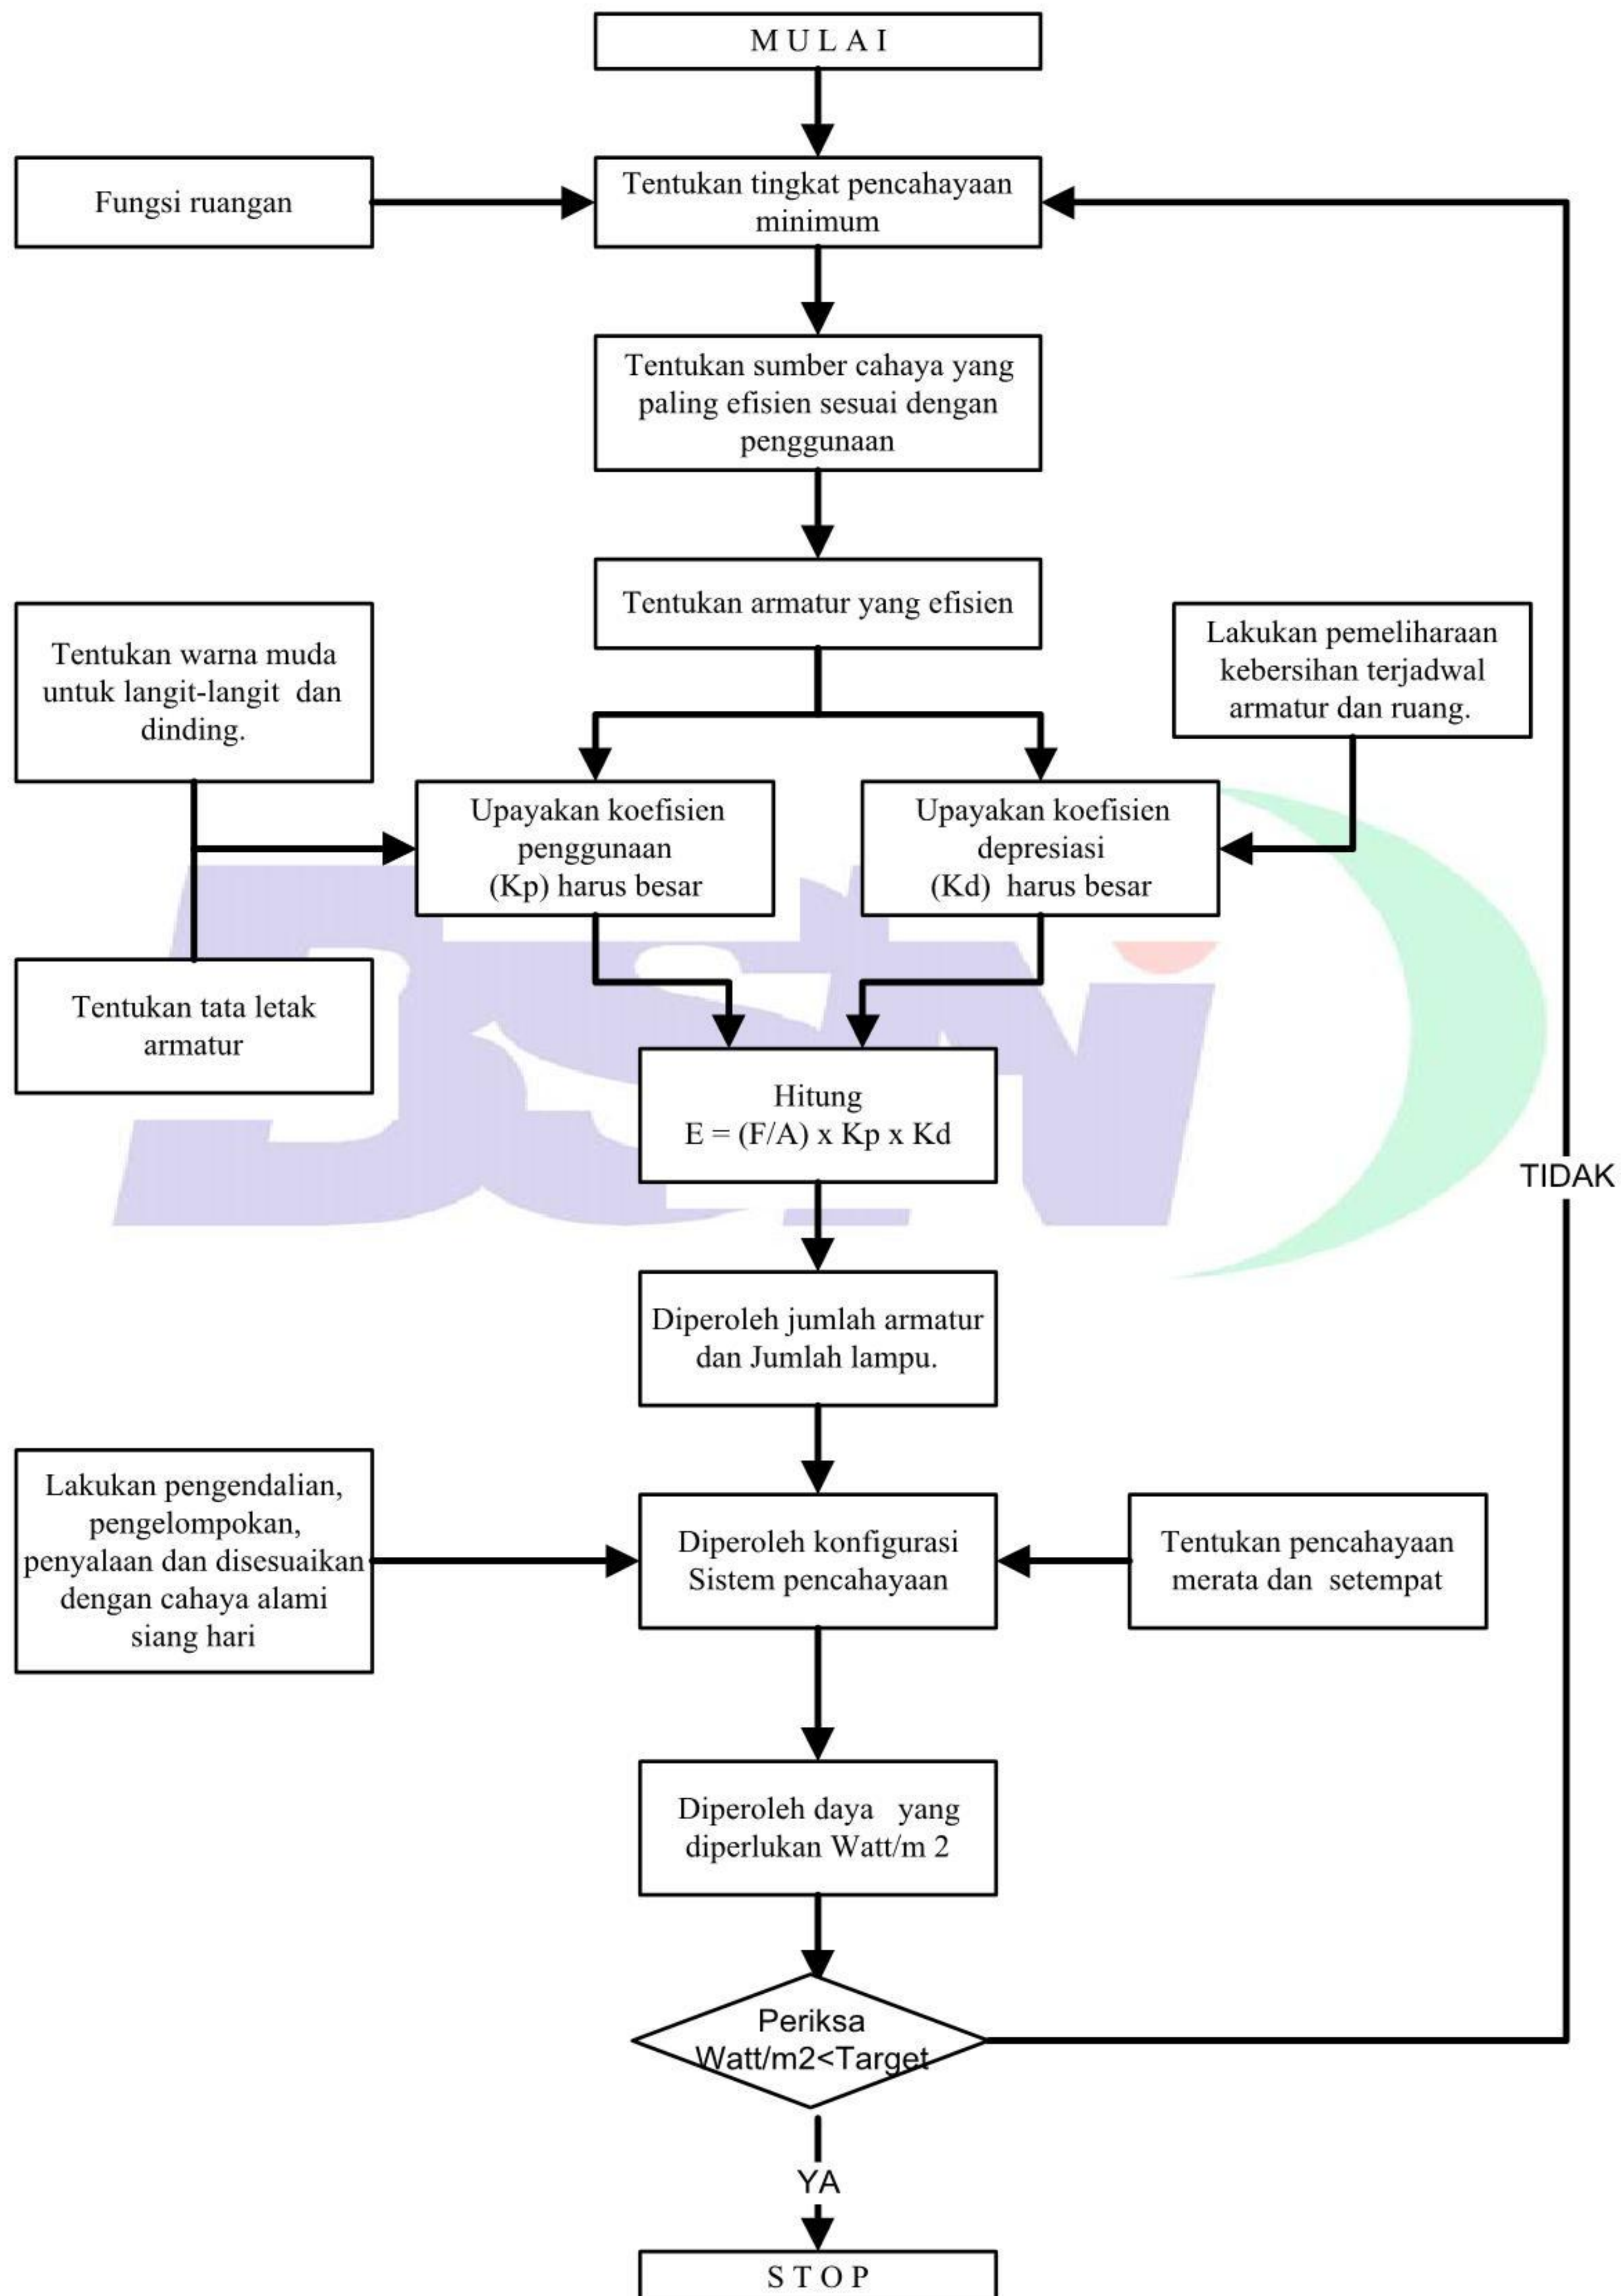 M U L A I
Fungsi ruangan
Tentukan tingkat pencahayaan
minimum
Tentukan sumber cahaya yang
paling efisien sesuai dengan
penggunaan
Tentukan armatur yang efisien
Tentukan warna muda
untuk langit-langit dan
dinding.
Lakukan pemeliharaan
kebersihan terjadwal
armatur dan ruang.
Upayakan koefisien
penggunaan
(Kp) harus besar
Upayakan koefisien
depresiasi
(Kd) harus besar
Tentukan tata letak
armatur
Hitung
E = (F/A) x Kp x Kd
TIDAK
Diperoleh jumlah armatur
dan Jumlah lampu.
Lakukan pengendalian,
pengelompokan,
penyalaan dan disesuaikan
dengan cahaya alami
siang hari
Diperoleh konfigurasi
Sistem pencahayaan
Tentukan pencahayaan
merata dan setempat
Diperoleh daya yang
diperlukan Watt/m 2
Periksa
Watt/m2<Target
YA
S T O P